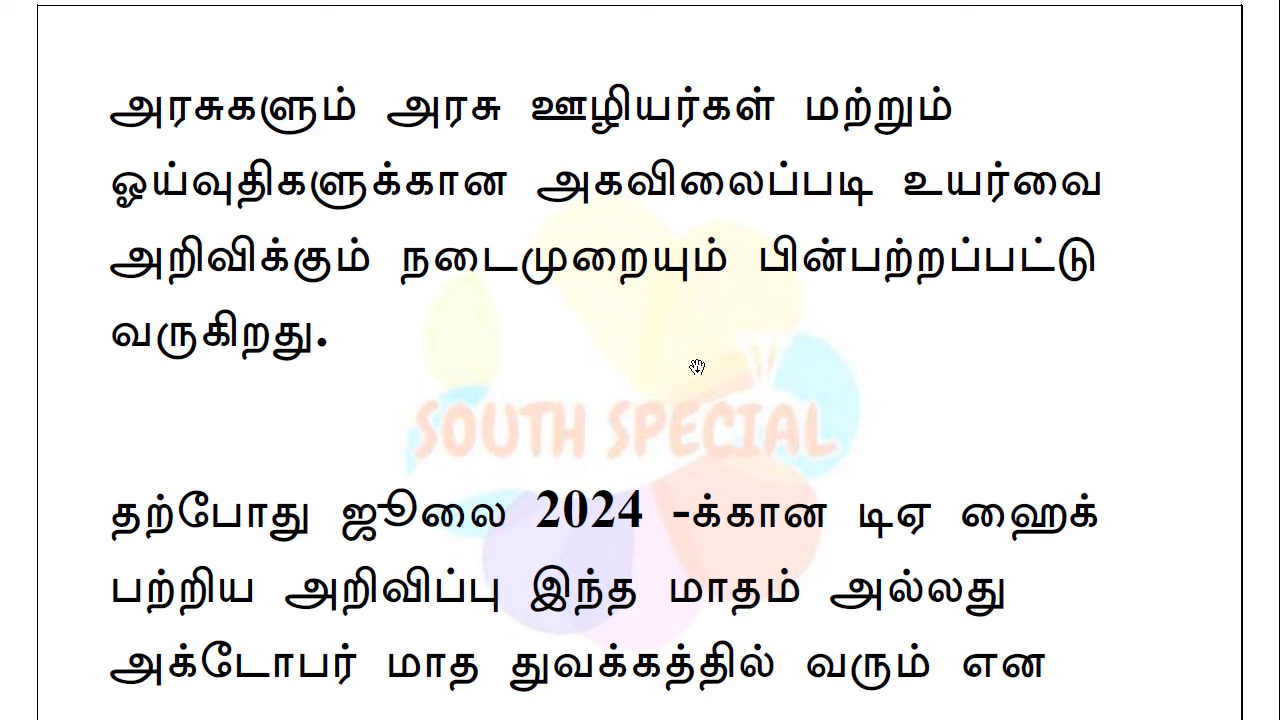 அரசுகளும் அரசு ஊழியர்கள் மற்றும்
ஓய்வுதிகளுக்கான அகவிலைப்படி உயர்வை
அறிவிக்கும் நடைமுறையும் பின்பற்றப்பட்டு
வருகிறது.
SOUTH SPECIAL
தற்போது ஜூலை 2024 -க்கான டிஏ ஹைக்
பற்றிய அறிவிப்பு இந்த மாதம் அல்லது
அக்டோபர் மாத துவக்கத்தில் வரும் என